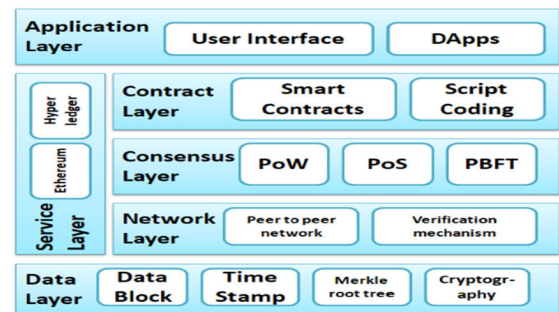 Application
Layer
User Interface
DApps
Hyper
ledger
Ethereum
Service
Layer
Contract
Layer
Smart
Contracts
Script
Coding
Consensus
Layer
PoW
PoS
PBFT
Network
Layer
Peer to peer
network
Verification
mechanism
Data
Layer
Data
Block
Time
Stamp
Merkle
root tree
Cryptogr-
aphy